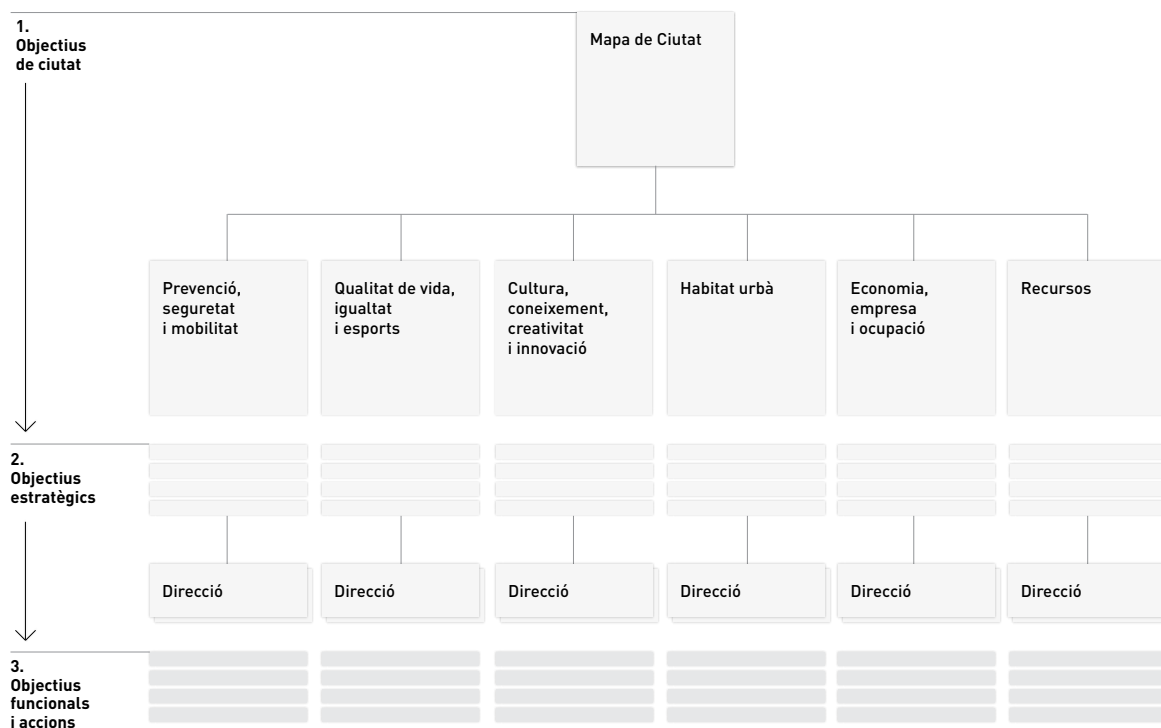 1.
Objectius
de ciutat
Mapa de Ciutat
Prevenció,
seguretat
i mobilitat
Qualitat de vida,
igualtat
i esports
Cultura,
coneixement,
creativitat
i innovació
Habitat urbà
Economia,
empresa
i ocupació
Recursos
2.
Objectius
estratègics
Direcció
Direcció
Direcció
Direcció
Direcció
Direcció
3.
Objectius
funcionals
i accions